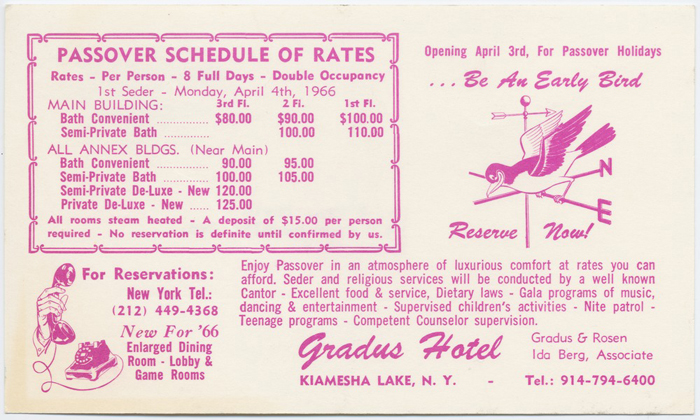 PASSOVER SCHEDULE OF RATES
Rates - Per Person - 8 Full Days - Double Occupancy
1st Seder - Monday, April 4th, 1966
MAIN BUILDING: 3rd Fl. 2 Fl. 1st Fl.
Bath Convenient ............ $80.00 $90.00 $100.00
Semi-Private Bath ............. 100.00 110.00
ALL ANNEX BLDGS. (Near Main)
Bath Convenient ............ 90.00 95.00
Semi-Private Bath .......... 100.00 105.00
Semi-Private De-Luxe - New 120.00
Private De-Luxe - New ..... 125.00
All rooms steam heated - A deposit of $15.00 per person
required - No reservation is definite until confirmed by us.
Opening April 3rd, For Passover Holidays
...Be An Early Bird
N
E
Reserve Now!
For Reservations:
New York Tel.:
(212) 449-4368
New For '66
Enlarged Dining
Room - Lobby &
Game Rooms
Enjoy Passover in an atmosphere of luxurious comfort at rates you can
afford. Seder and religious services will be conducted by a well known
Cantor - Excellent food & service, Dietary laws - Gala programs of music,
dancing & entertainment - Supervised children's activities - Nite patrol -
Teenage programs - Competent Counselor supervision.
Gradus Hotel
Gradus & Rosen
Ida Berg, Associate
KIAMESHA LAKE, N. Y. - Tel.: 914-794-6400